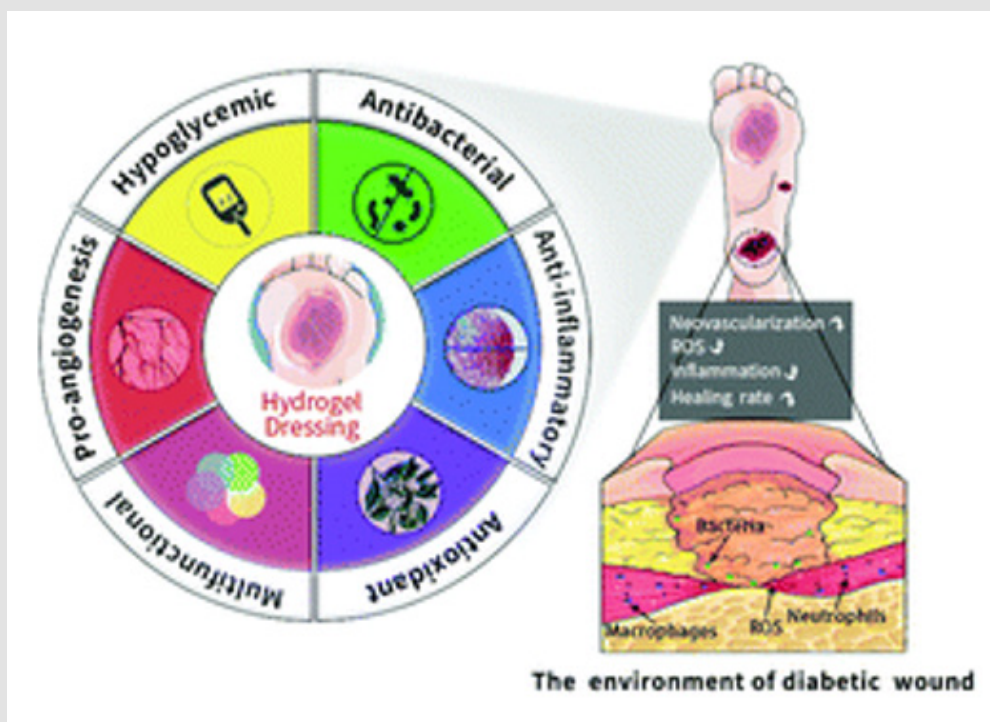 Hypoglycemic
Antibacterial
Anti-inflammatory
Antioxidant
Multifunctional
Pro-angiogenesis
Hydrogel
Dressing
Neovascularization
ROS
Inflammation
Healing rate
Bacteria
Macrophages
ROS
Neutrophils
The environment of diabetic wound